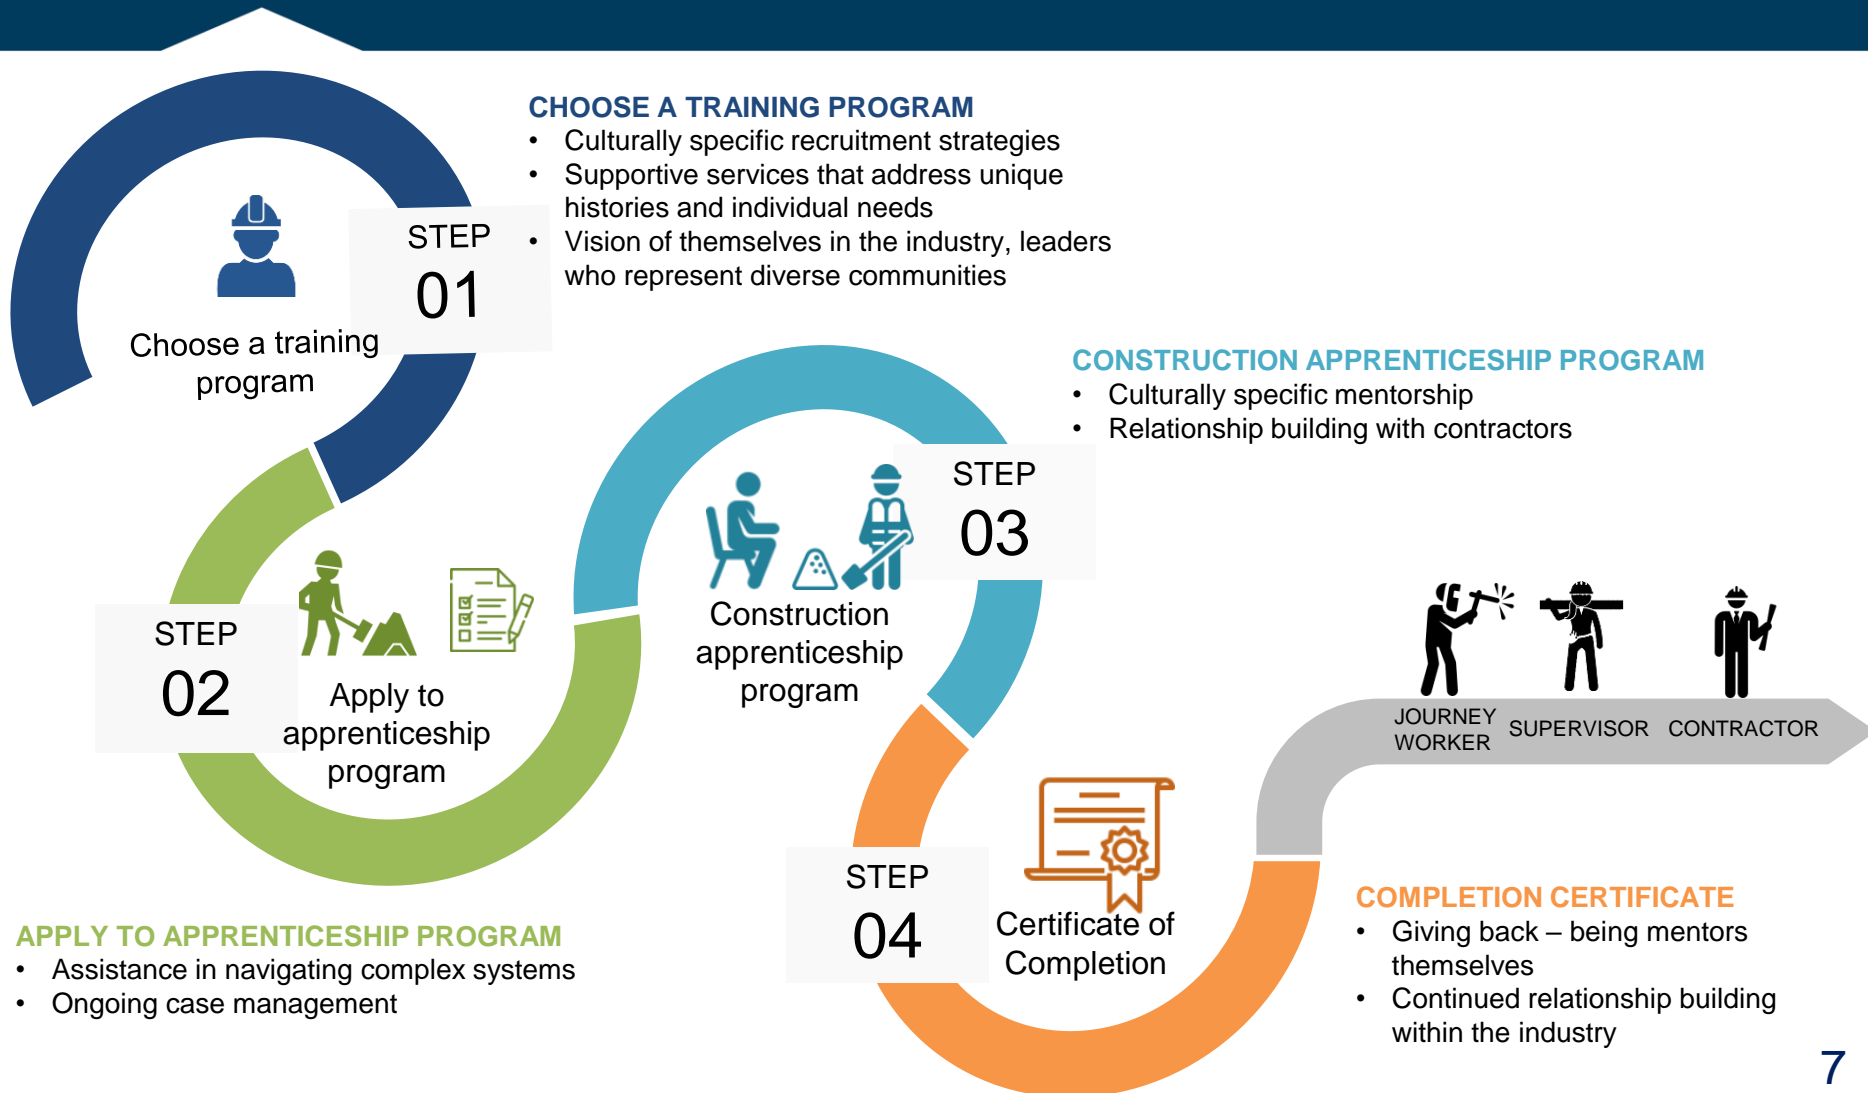 CHOOSE A TRAINING PROGRAM
• Culturally specific recruitment strategies
• Supportive services that address unique
histories and individual needs
• Vision of themselves in the industry, leaders
who represent diverse communities
STEP
01
Choose a training
program
CONSTRUCTION APPRENTICESHIP PROGRAM
• Culturally specific mentorship
• Relationship building with contractors
STEP
03
Construction
apprenticeship
program
STEP
02
Apply to
apprenticeship
program
JOURNEY
WORKER
SUPERVISOR
CONTRACTOR
STEP
04
Certificate of
Completion
APPLY TO APPRENTICESHIP PROGRAM
• Assistance in navigating complex systems
• Ongoing case management
COMPLETION CERTIFICATE
• Giving back – being mentors
themselves
• Continued relationship building
within the industry
7